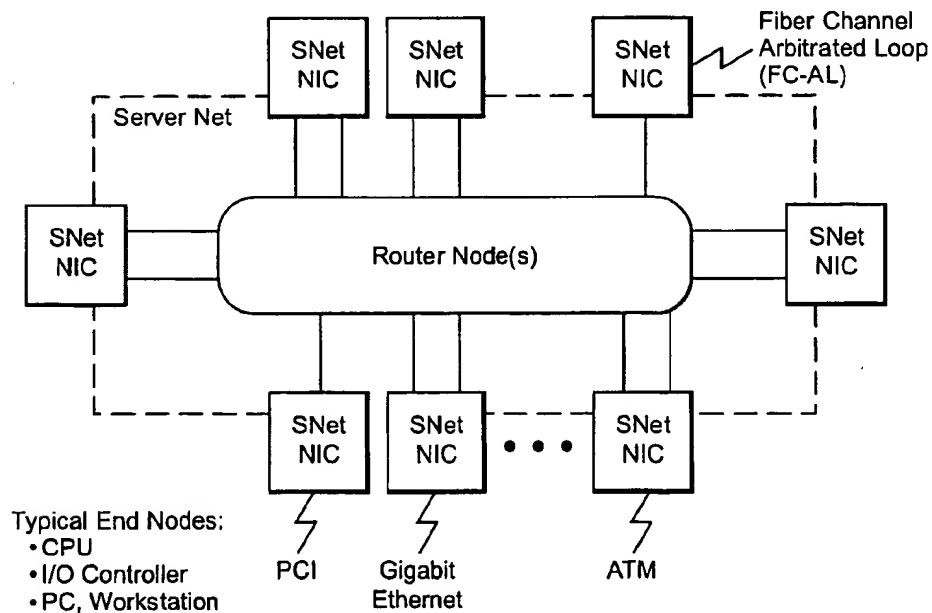 SNet
NIC
SNet
NIC
SNet
NIC
Fiber Channel
Arbitrated Loop
(FC-AL)
Server Net
SNet
NIC
Router Node(s)
SNet
NIC
SNet
NIC
SNet
NIC
SNet
NIC
Typical End Nodes:
•CPU
•I/O Controller
•PC, Workstation
PCI
Gigabit
Ethernet
ATM